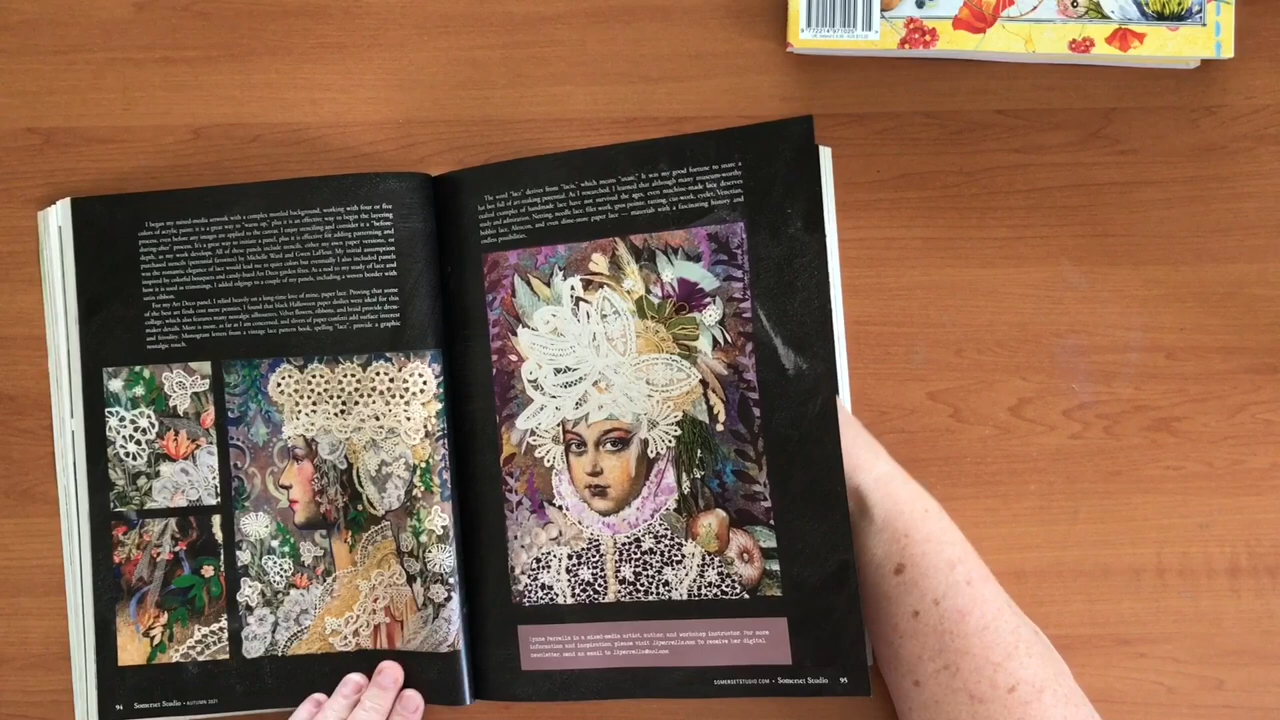 9 772214 971025
I began my mixed-media artwork with a complex mottled background, working with four or five
colors of acrylic paint; it is a great way to "warm up," plus it is an effective way to begin the layering
process, even before any images are applied to the canvas. I enjoy stenciling and consider it a "before-
during-after" process. It's a great way to initiate a panel, plus it is effective for adding patterning and
depth, as my work develops. All of these panels include stencils, either my own paper versions, or
purchased stencils (perennial favorites) by Michelle Ward and Gwen Lafleur. My initial assumption
was the romantic elegance of lace would lead me to quiet colors but eventually I also included panels
inspired by colorful bouquets and candy-hued Art Deco garden fêtes. As a nod to my study of lace and
how it is used as trimmings, I added edgings to a couple of my panels, including a woven border with
satin ribbon.
For my Art Deco panel, I relied heavily on a long-time love of mine, paper lace. Proving that some
of the best art finds cost mere pennies, I found that black Halloween paper doilies were ideal for this
collage, which also features many nostalgic silhouettes. Velvet flowers, ribbons, and braid provide dress-
maker details. More is more, as far as I am concerned, and slivers of paper confetti add surface interest
and frivolity. Monogram letters from a vintage lace pattern book, spelling "lace", provide a graphic
nostalgic touch.
94 Somerset Studio • AUTUMN 2021
The word "lace" derives from "lacis," which means "snare." It was my good fortune to snare a
hat box full of art-making potential. As I researched, I learned that although many museum-worthy
ocalted examples of handmade lace have not survived the ages, even machine-made lace deserves
study and admiration. Netting, needle lace, filet work, gros pointe, tatting, cut-work, eyelet, Venetian,
bobbin lace, Alencon, and even dime-store paper lace — materials with a fascinating history and
endless possibilities.
Lynne Perrella is a mixed-media artist, author, and workshop instructor. For more
information and inspiration, please visit lkperrella.com To receive her digital
newsletter, send an email to lkperrella@aol.com
SOMERSETSTUDIO.COM • Somerset Studio 95